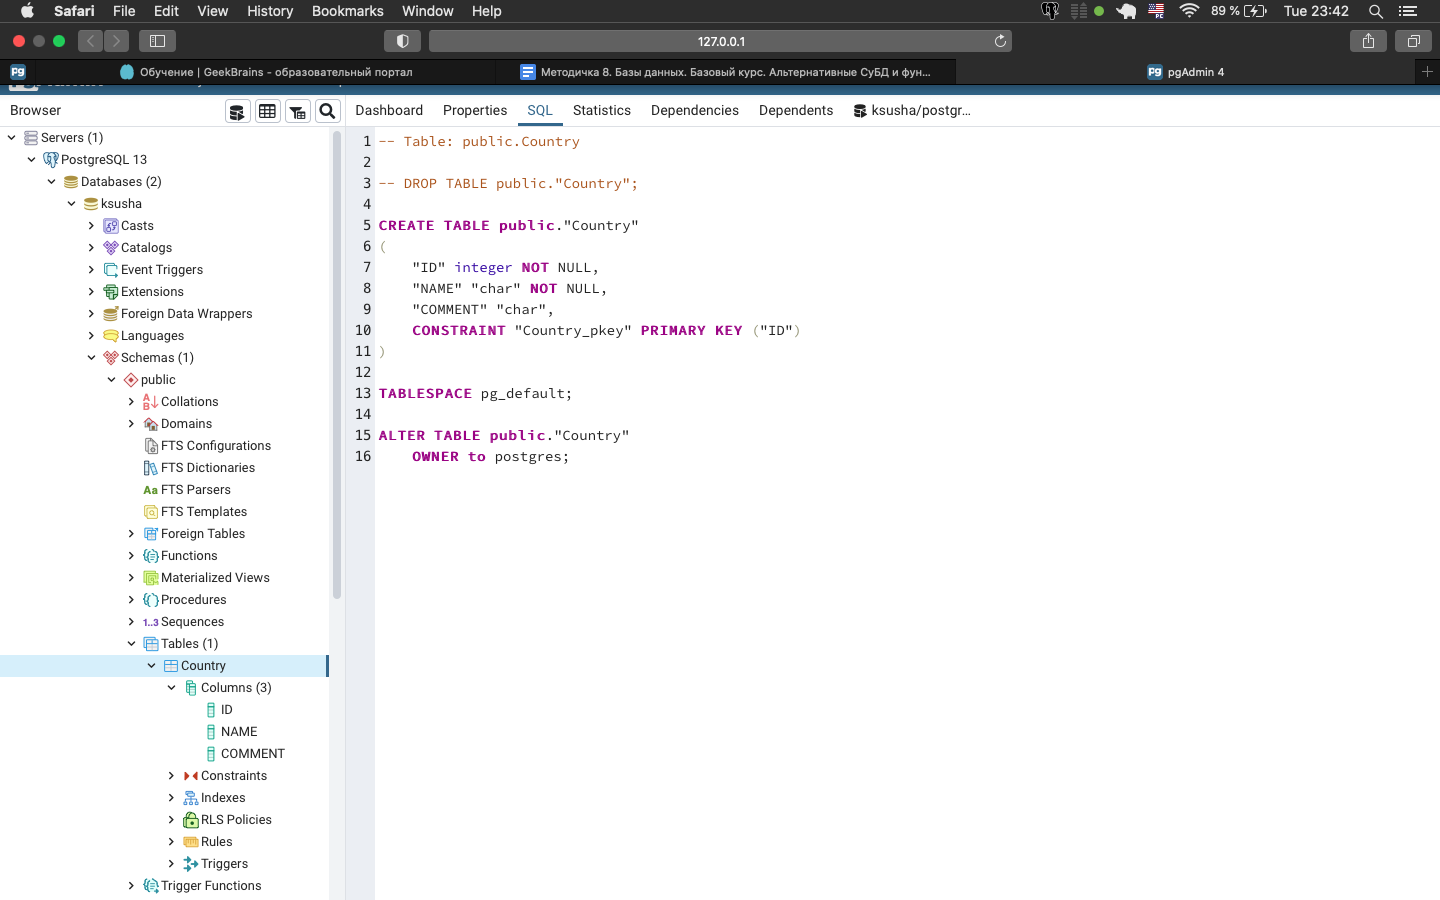 Safari File Edit View History Bookmarks Window Help 89 % Tue 23:42
127.0.0.1
Обучение | GeekBrains - образовательный портал
Методичка 8. Базы данных. Базовый курс. Альтернативные СуБД и фун...
pgAdmin 4
Browser
Dashboard Properties SQL Statistics Dependencies Dependents ksusha/postgr...
Servers (1)
PostgreSQL 13
Databases (2)
ksusha
Casts
Catalogs
Event Triggers
Extensions
Foreign Data Wrappers
Languages
Schemas (1)
public
Collations
Domains
FTS Configurations
FTS Dictionaries
Aa FTS Parsers
FTS Templates
Foreign Tables
Functions
Materialized Views
Procedures
1..3 Sequences
Tables (1)
Country
Columns (3)
ID
NAME
COMMENT
Constraints
Indexes
RLS Policies
Rules
Triggers
Trigger Functions
1 -- Table: public.Country
2
3 -- DROP TABLE public."Country";
4
5 CREATE TABLE public."Country"
6 (
7 "ID" integer NOT NULL,
8 "NAME" "char" NOT NULL,
9 "COMMENT" "char",
10 CONSTRAINT "Country_pkey" PRIMARY KEY ("ID")
11 )
12
13 TABLESPACE pg_default;
14
15 ALTER TABLE public."Country"
16 OWNER to postgres;